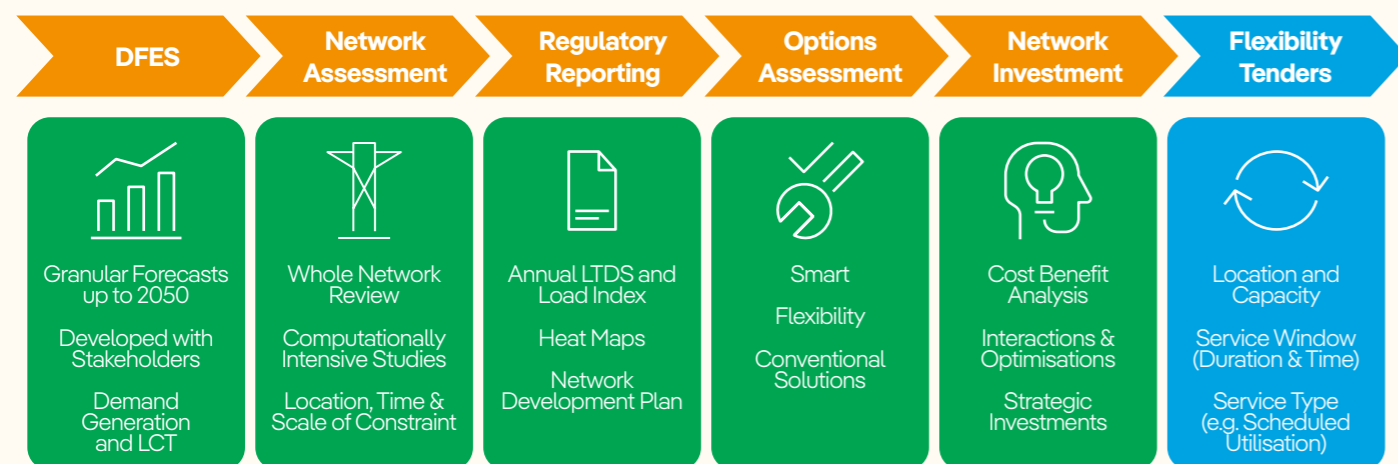 DFES
Network
Assessment
Regulatory
Reporting
Options
Assessment
Network
Investment
Flexibility
Tenders
Granular Forecasts
up to 2050
Developed with
Stakeholders
Demand
Generation
and LCT
Whole Network
Review
Computationally
Intensive Studies
Location, Time &
Scale of Constraint
Annual LTDS and
Load Index
Heat Maps
Network
Development Plan
Smart
Flexibility
Conventional
Solutions
Cost Benefit
Analysis
Interactions &
Optimisations
Strategic
Investments
Location and
Capacity
Service Window
(Duration & Time)
Service Type
(e.g. Scheduled
Utilisation)